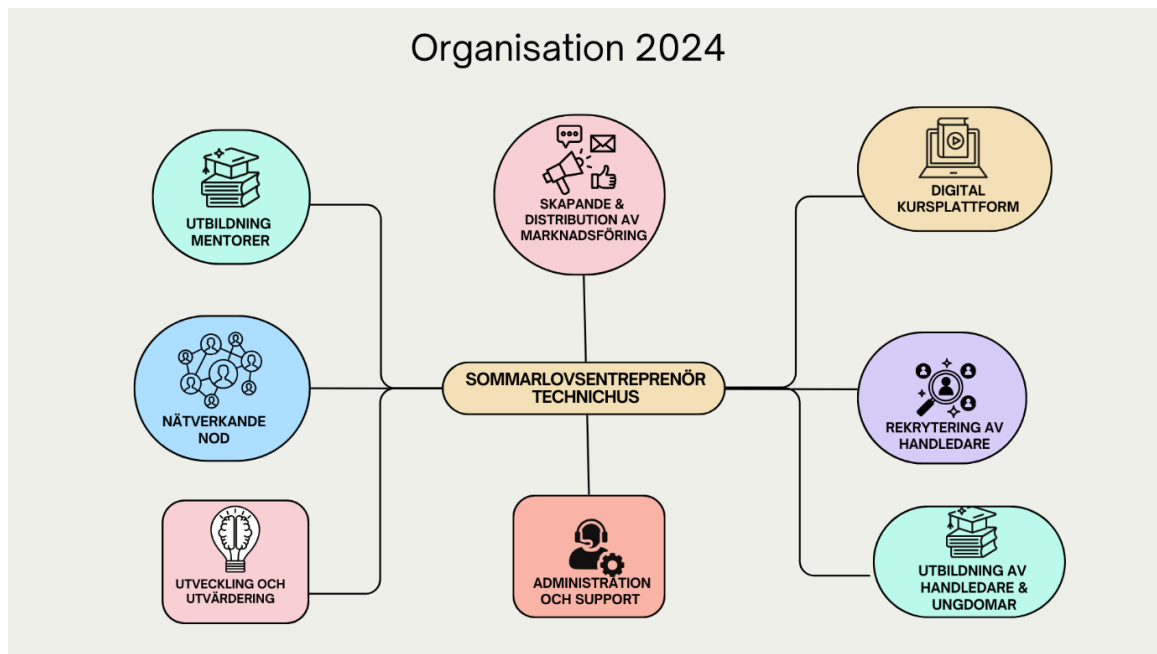 Organisation 2024
UTBILDNING
MENTORER
SKAPANDE &
DISTRIBUTION AV
MARKNADSFÖRING
DIGITAL
KURSPLATTFORM
NÄTVERKANDE
NOD
SOMMARLOVSENTREPRENÖR
TECHNICHUS
REKRYTERING AV
HANDLEDARE
UTVECKLING OCH
UTVÄRDERING
ADMINISTRATION
OCH SUPPORT
UTBILDNING AV
HANDLEDARE &
UNGDOMAR